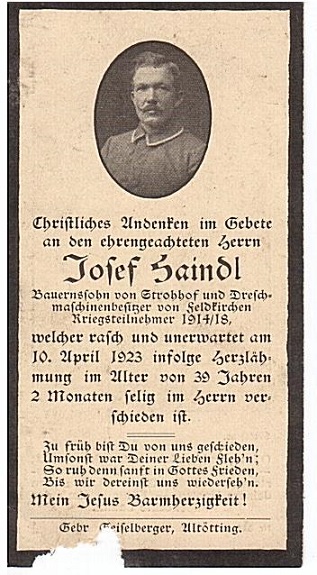 Christliches Andenken im Gebete
an den ehrengeachteten Herrn
Josef Haindl
Bauernssohn von Strohhof und Dresch-
maschinenbesitzer von Feldkirchen
Kriegsteilnehmer 1914/18,
welcher rasch und unerwartet am
10. April 1923 infolge Herzläh-
mung im Alter von 39 Jahren
2 Monaten selig im Herrn ver-
schieden ist.
Zu früh bist Du von uns geschieden,
Umsonst war Deiner Lieben Fleh'n;
So ruh denn sanft in Gottes Frieden,
Bis wir dereinst uns wiederseh'n.
Mein Jesus Barmherzigkeit!
Gebr Geiselberger, Altötting.